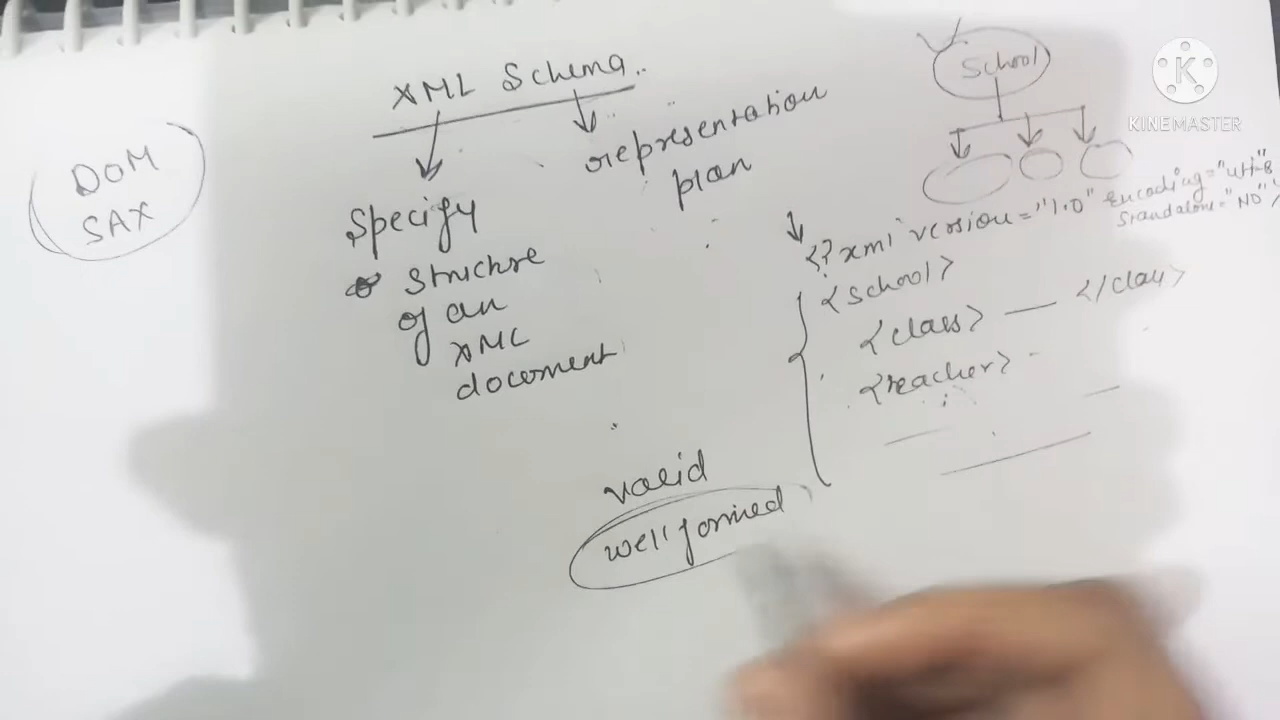 XML Schema..
representation
plan
Specify
structure
of an
XML
document
DOM
SAX
School
KINEMASTER
<?xml version="1.0" encoding="utf-8"
Standalone="NO"
<school>
<class> — </class>
<teacher> -
valid
well formed